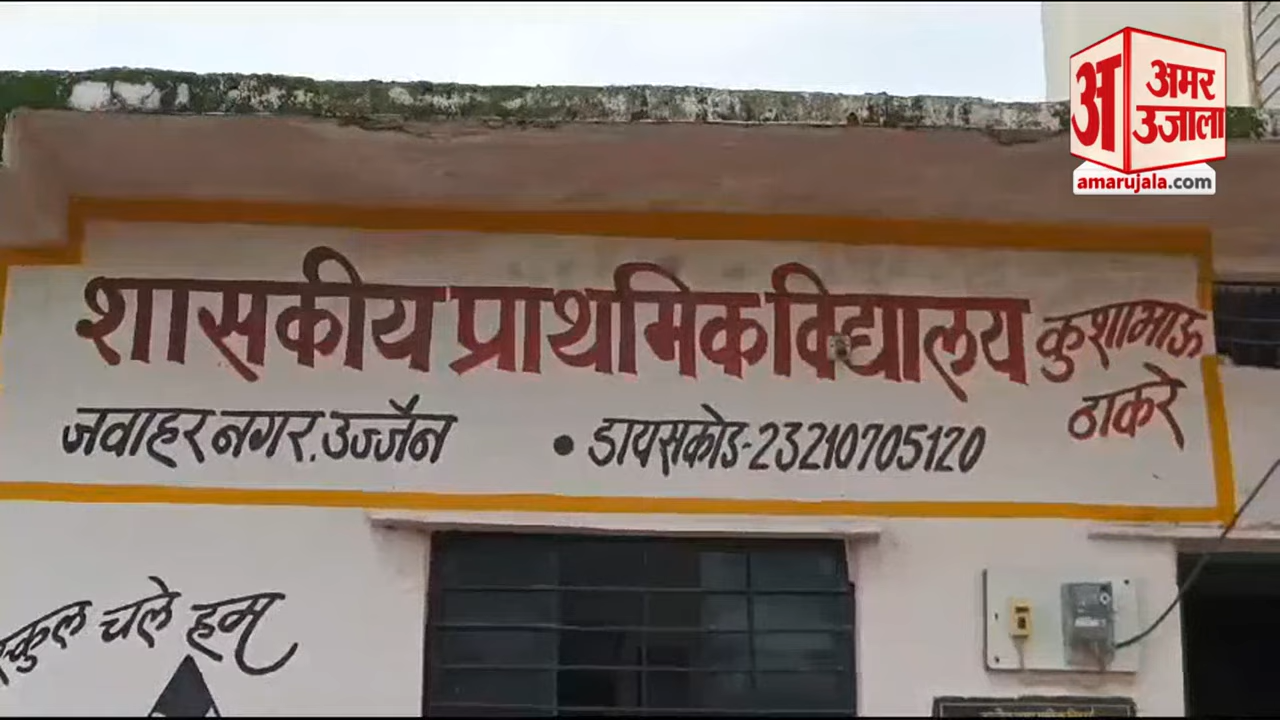 अ अमर उजाला
amarujala.com
शासकीय प्राथमिक विद्यालय कुशाभाऊ
ठाकरे
जवाहर नगर, उज्जैन • डायसकोड-23210705120
स्कुल चले हम